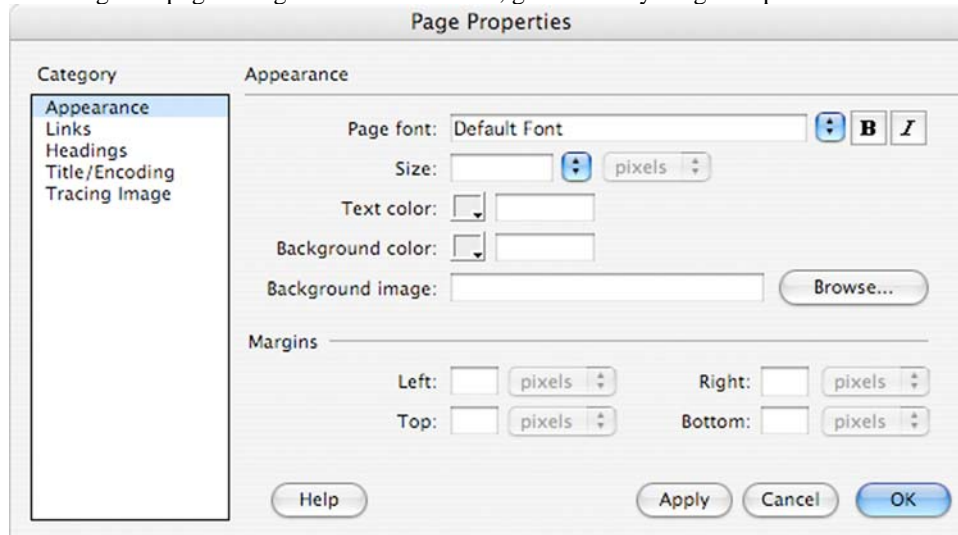 Page Properties
Category
Appearance
Links
Headings
Title/Encoding
Tracing Image
Appearance
Page font: Default Font B I
Size: pixels
Text color:
Background color:
Background image: Browse...
Margins
Left: pixels Right: pixels
Top: pixels Bottom: pixels
Help Apply Cancel OK